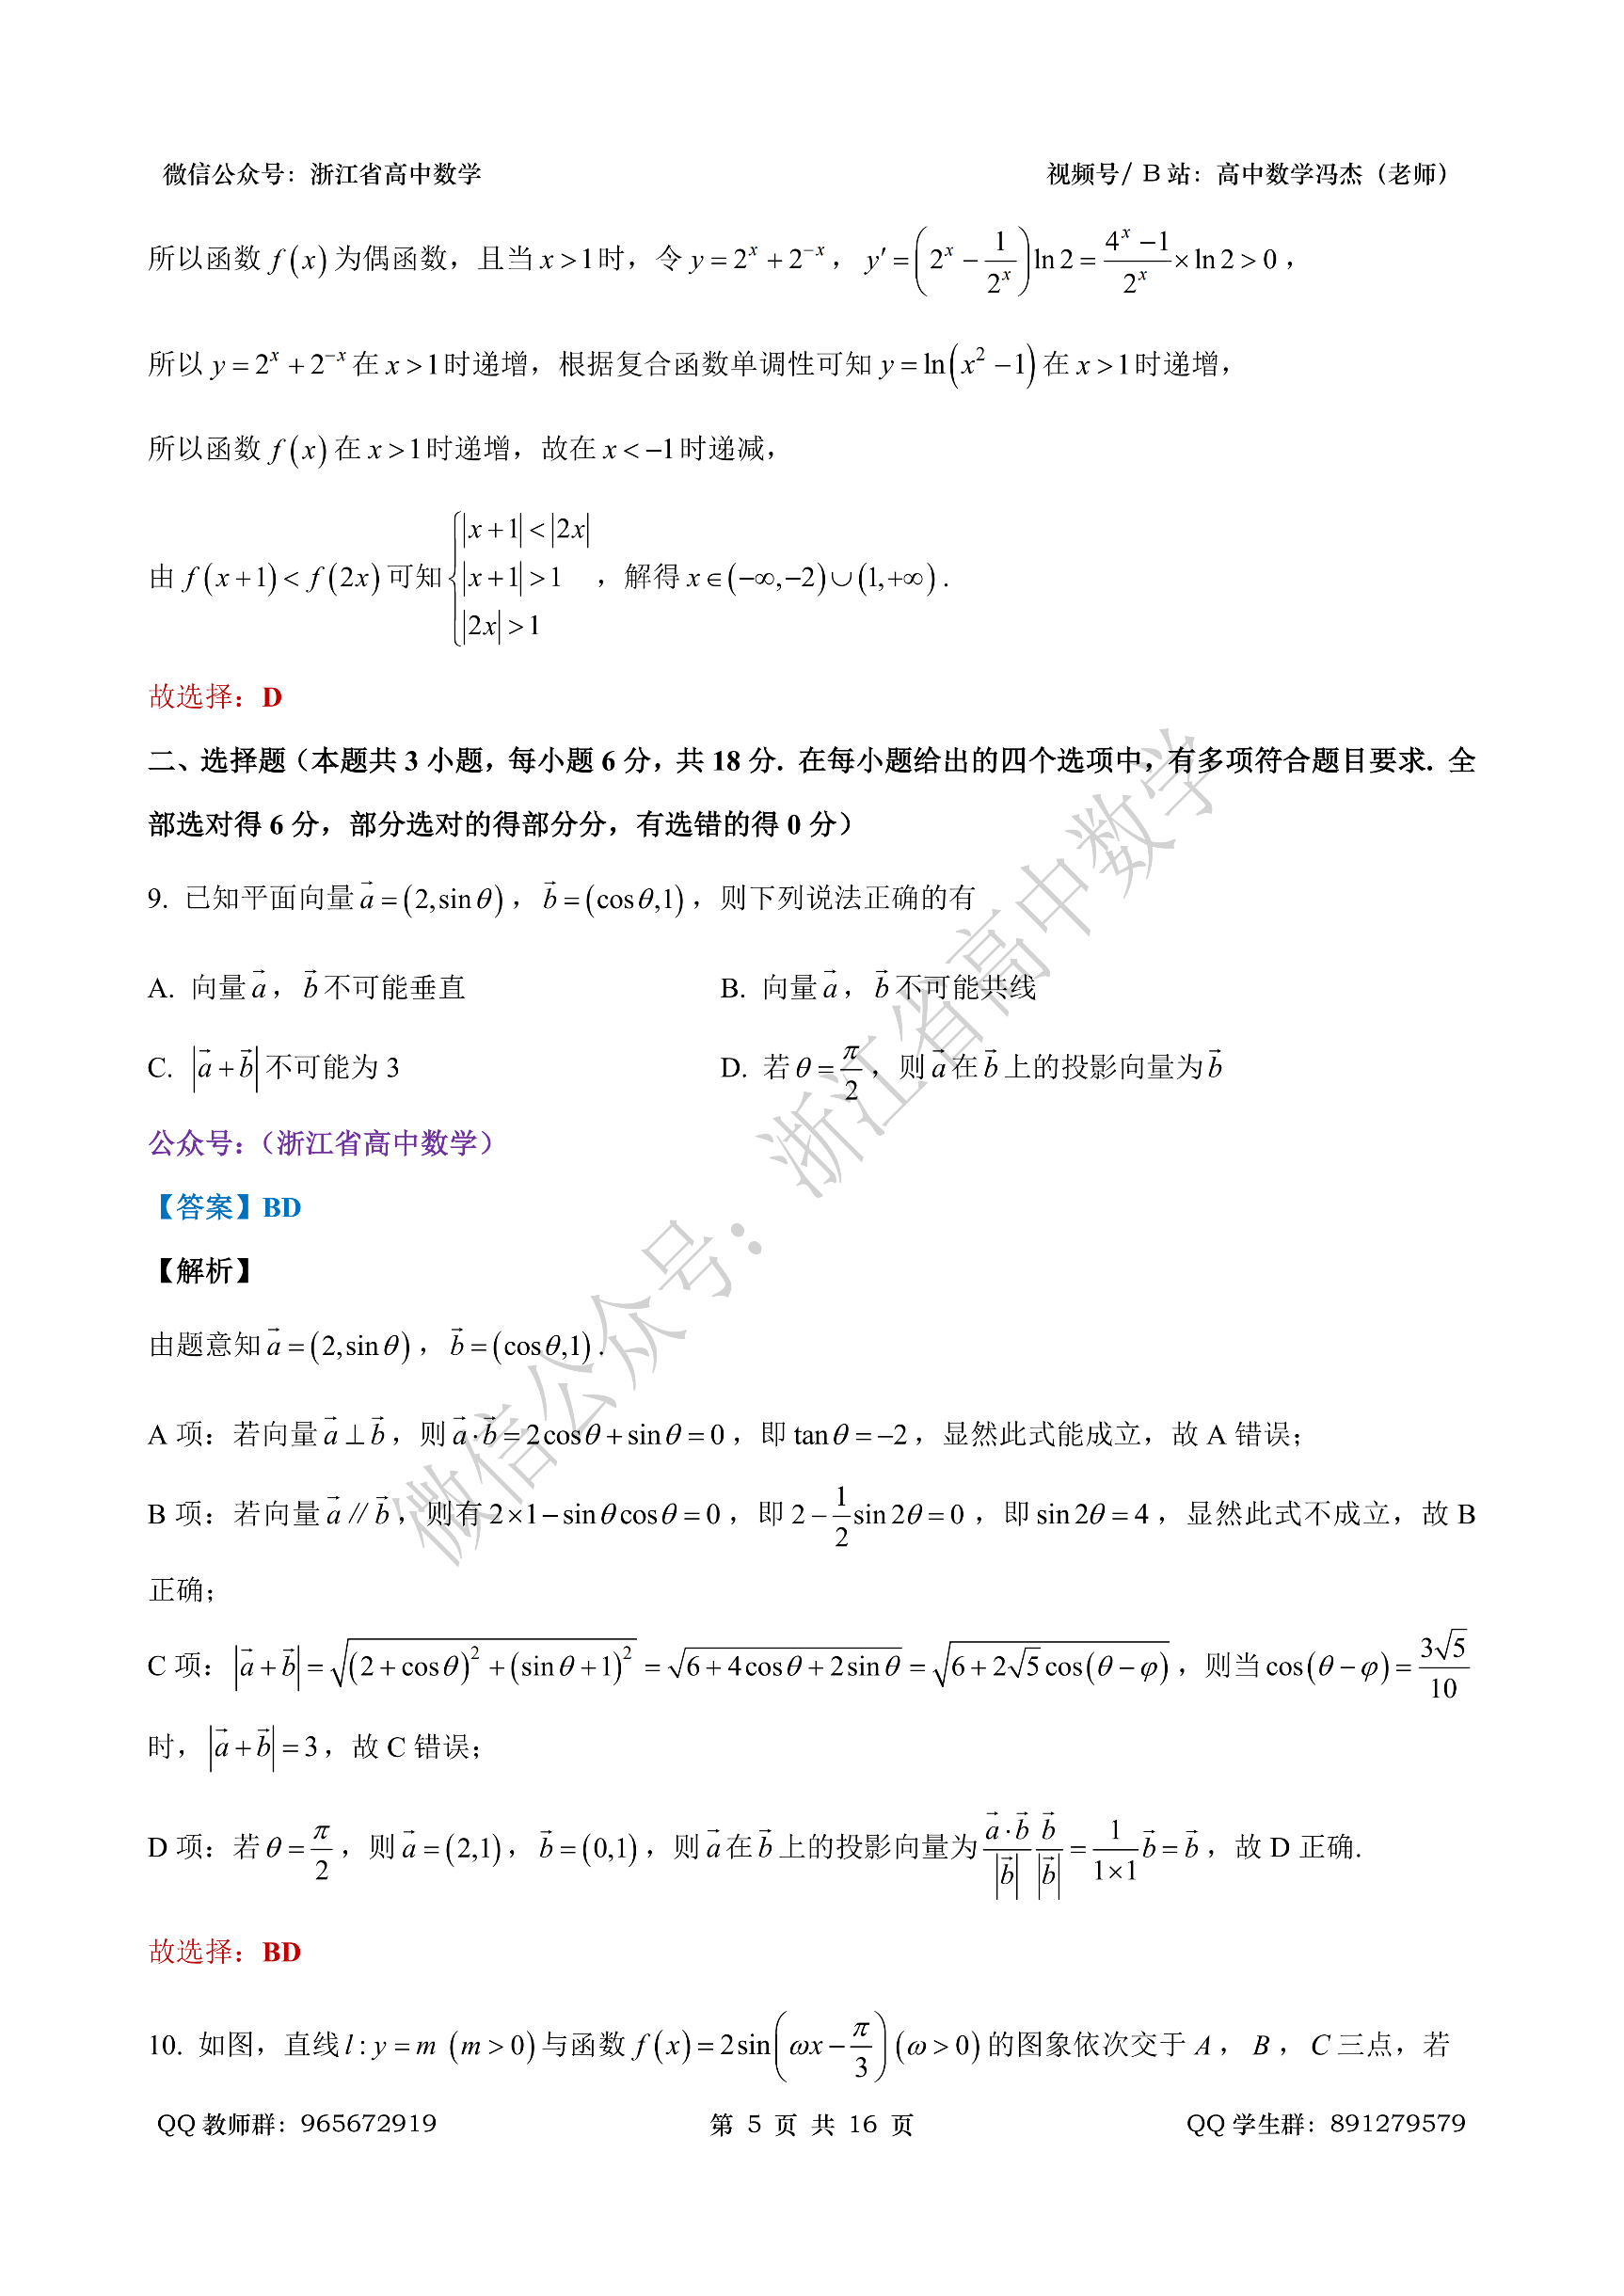 微信公众号：浙江省高中数学　　视频号/ B 站：高中数学冯杰（老师）
所以函数 f(x) 为偶函数，且当 x>1 时，令 y=2^x+2^{-x}，y′=(2^x − 1/2^x)ln2 = (4^x −1)/2^x ×ln2>0，
所以 y=2^x+2^{-x} 在 x>1 时递增，根据复合函数单调性可知 y=ln(x²−1) 在 x>1 时递增，
所以函数 f(x) 在 x>1 时递增，故在 x<−1 时递减，
由 f(x+1)<f(2x) 可知 { |x+1|<|2x| |x+1|>1 |2x|>1 ，解得 x∈(−∞,−2)∪(1,+∞).
故选择：D
二、选择题（本题共 3 小题，每小题 6 分，共 18 分．在每小题给出的四个选项中，有多项符合题目要求．全
部选对得 6 分，部分选对的得部分分，有选错的得 0 分）
9. 已知平面向量 a⃗=(2,sinθ)，b⃗=(cosθ,1)，则下列说法正确的有
A. 向量 a⃗，b⃗ 不可能垂直　　B. 向量 a⃗，b⃗ 不可能共线
C. |a⃗+b⃗| 不可能为 3　　D. 若 θ=π/2，则 a⃗ 在 b⃗ 上的投影向量为 b⃗
公众号：（浙江省高中数学）
【答案】BD
【解析】
由题意知 a⃗=(2,sinθ)，b⃗=(cosθ,1).
A 项：若向量 a⃗⊥b⃗，则 a⃗·b⃗=2cosθ+sinθ=0，即 tanθ=−2，显然此式能成立，故 A 错误；
B 项：若向量 a⃗∥b⃗，则有 2×1−sinθcosθ=0，即 2−1/2 sin2θ=0，即 sin2θ=4，显然此式不成立，故 B
正确；
C 项：|a⃗+b⃗|=√((2+cosθ)²+(sinθ+1)²)=√(6+4cosθ+2sinθ)=√(6+2√5cos(θ−φ))，则当 cos(θ−φ)=3√5/10
时，|a⃗+b⃗|=3，故 C 错误；
D 项：若 θ=π/2，则 a⃗=(2,1)，b⃗=(0,1)，则 a⃗ 在 b⃗ 上的投影向量为 (a⃗·b⃗)/|b⃗| b⃗/|b⃗| = 1/(1×1) b⃗=b⃗，故 D 正确.
故选择：BD
10. 如图，直线 l:y=m (m>0) 与函数 f(x)=2sin(ωx−π/3)(ω>0) 的图象依次交于 A，B，C 三点，若
QQ 教师群：965672919　　第 5 页 共 16 页　　QQ 学生群：891279579
微信公众号：浙江省高中数学